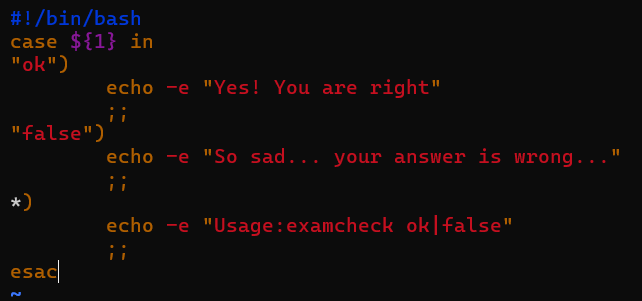 #!/bin/bash
case ${1} in
"ok")
        echo -e "Yes! You are right"
        ;;
"false")
        echo -e "So sad... your answer is wrong..."
        ;;
*)
        echo -e "Usage:examcheck ok|false"
        ;;
esac
~